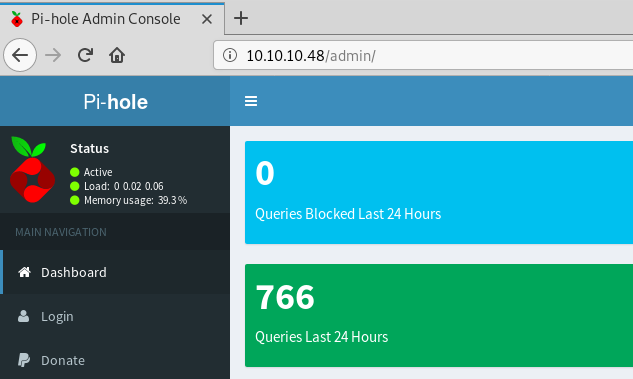 Pi-hole Admin Console
10.10.10.48/admin/
Pi-hole
Status
Active
Load: 0 0.02 0.06
Memory usage: 39.3 %
MAIN NAVIGATION
Dashboard
Login
Donate
0
Queries Blocked Last 24 Hours
766
Queries Last 24 Hours